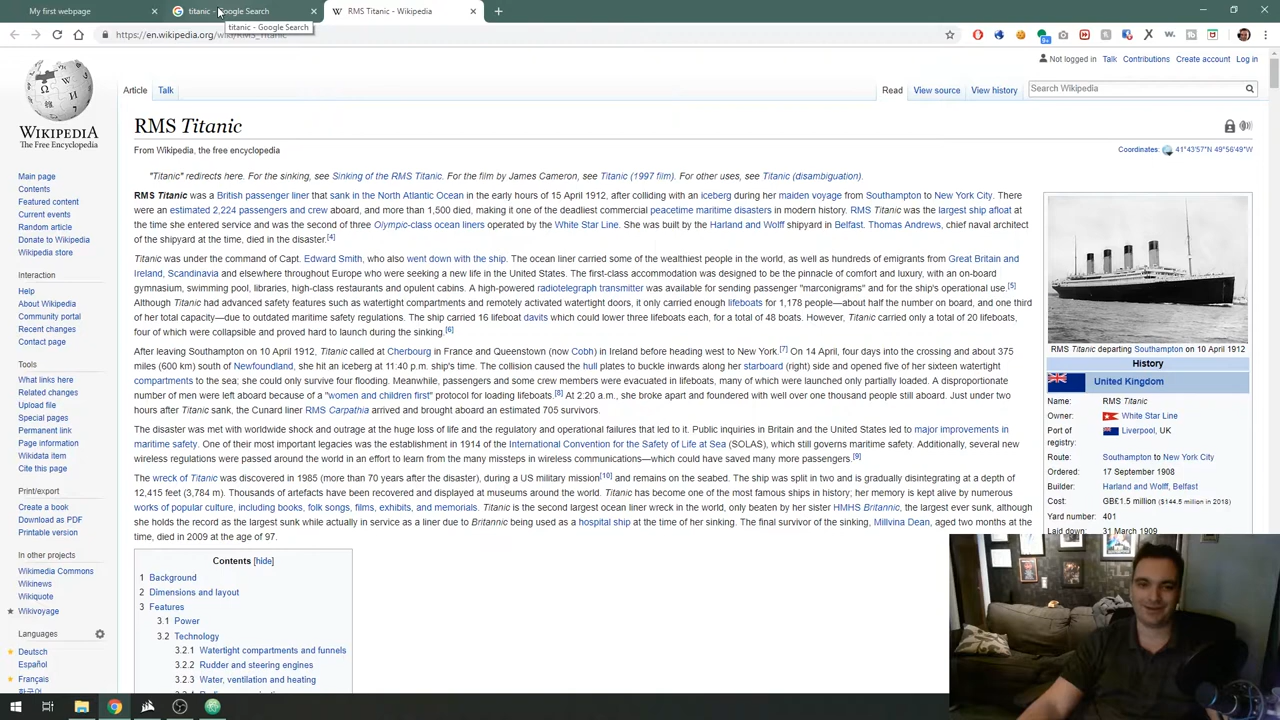 My first webpage
titanic - Google Search
RMS Titanic - Wikipedia
titanic - Google Search
https://en.wikipedia.org/wiki/RMS_Titanic
Not logged in Talk Contributions Create account Log in
Article Talk
Read View source View history
Search Wikipedia
WIKIPEDIA
The Free Encyclopedia
Main page
Contents
Featured content
Current events
Random article
Donate to Wikipedia
Wikipedia store
Interaction
Help
About Wikipedia
Community portal
Recent changes
Contact page
Tools
What links here
Related changes
Upload file
Special pages
Permanent link
Page information
Wikidata item
Cite this page
Print/export
Create a book
Download as PDF
Printable version
In other projects
Wikimedia Commons
Wikinews
Wikiquote
Wikivoyage
Languages
Deutsch
Español
Français
한국어
RMS Titanic
From Wikipedia, the free encyclopedia
Coordinates: 41°43′57″N 49°56′49″W
"Titanic" redirects here. For the sinking, see Sinking of the RMS Titanic. For the film by James Cameron, see Titanic (1997 film). For other uses, see Titanic (disambiguation).
RMS Titanic was a British passenger liner that sank in the North Atlantic Ocean in the early hours of 15 April 1912, after colliding with an iceberg during her maiden voyage from Southampton to New York City. There
were an estimated 2,224 passengers and crew aboard, and more than 1,500 died, making it one of the deadliest commercial peacetime maritime disasters in modern history. RMS Titanic was the largest ship afloat at
the time she entered service and was the second of three Olympic-class ocean liners operated by the White Star Line. She was built by the Harland and Wolff shipyard in Belfast. Thomas Andrews, chief naval architect
of the shipyard at the time, died in the disaster.[4]
Titanic was under the command of Capt. Edward Smith, who also went down with the ship. The ocean liner carried some of the wealthiest people in the world, as well as hundreds of emigrants from Great Britain and
Ireland, Scandinavia and elsewhere throughout Europe who were seeking a new life in the United States. The first-class accommodation was designed to be the pinnacle of comfort and luxury, with an on-board
gymnasium, swimming pool, libraries, high-class restaurants and opulent cabins. A high-powered radiotelegraph transmitter was available for sending passenger "marconigrams" and for the ship's operational use.[5]
Although Titanic had advanced safety features such as watertight compartments and remotely activated watertight doors, it only carried enough lifeboats for 1,178 people—about half the number on board, and one third
of her total capacity—due to outdated maritime safety regulations. The ship carried 16 lifeboat davits which could lower three lifeboats each, for a total of 48 boats. However, Titanic carried only a total of 20 lifeboats,
four of which were collapsible and proved hard to launch during the sinking.[6]
After leaving Southampton on 10 April 1912, Titanic called at Cherbourg in France and Queenstown (now Cobh) in Ireland before heading west to New York.[7] On 14 April, four days into the crossing and about 375
miles (600 km) south of Newfoundland, she hit an iceberg at 11:40 p.m. ship's time. The collision caused the hull plates to buckle inwards along her starboard (right) side and opened five of her sixteen watertight
compartments to the sea; she could only survive four flooding. Meanwhile, passengers and some crew members were evacuated in lifeboats, many of which were launched only partially loaded. A disproportionate
number of men were left aboard because of a "women and children first" protocol for loading lifeboats.[8] At 2:20 a.m., she broke apart and foundered with well over one thousand people still aboard. Just under two
hours after Titanic sank, the Cunard liner RMS Carpathia arrived and brought aboard an estimated 705 survivors.
The disaster was met with worldwide shock and outrage at the huge loss of life and the regulatory and operational failures that led to it. Public inquiries in Britain and the United States led to major improvements in
maritime safety. One of their most important legacies was the establishment in 1914 of the International Convention for the Safety of Life at Sea (SOLAS), which still governs maritime safety. Additionally, several new
wireless regulations were passed around the world in an effort to learn from the many missteps in wireless communications—which could have saved many more passengers.[9]
The wreck of Titanic was discovered in 1985 (more than 70 years after the disaster), during a US military mission[10] and remains on the seabed. The ship was split in two and is gradually disintegrating at a depth of
12,415 feet (3,784 m). Thousands of artefacts have been recovered and displayed at museums around the world. Titanic has become one of the most famous ships in history; her memory is kept alive by numerous
works of popular culture, including books, folk songs, films, exhibits, and memorials. Titanic is the second largest ocean liner wreck in the world, only beaten by her sister HMHS Britannic, the largest ever sunk, although
she holds the record as the largest sunk while actually in service as a liner due to Britannic being used as a hospital ship at the time of her sinking. The final survivor of the sinking, Millvina Dean, aged two months at the
time, died in 2009 at the age of 97.
Contents [hide]
1 Background
2 Dimensions and layout
3 Features
3.1 Power
3.2 Technology
3.2.1 Watertight compartments and funnels
3.2.2 Rudder and steering engines
3.2.3 Water, ventilation and heating
RMS Titanic departing Southampton on 10 April 1912
History
United Kingdom
Name: RMS Titanic
Owner: White Star Line
Port of registry: Liverpool, UK
Route: Southampton to New York City
Ordered: 17 September 1908
Builder: Harland and Wolff, Belfast
Cost: GB£1.5 million ($144.5 million in 2018)
Yard number: 401
Laid down: 31 March 1909